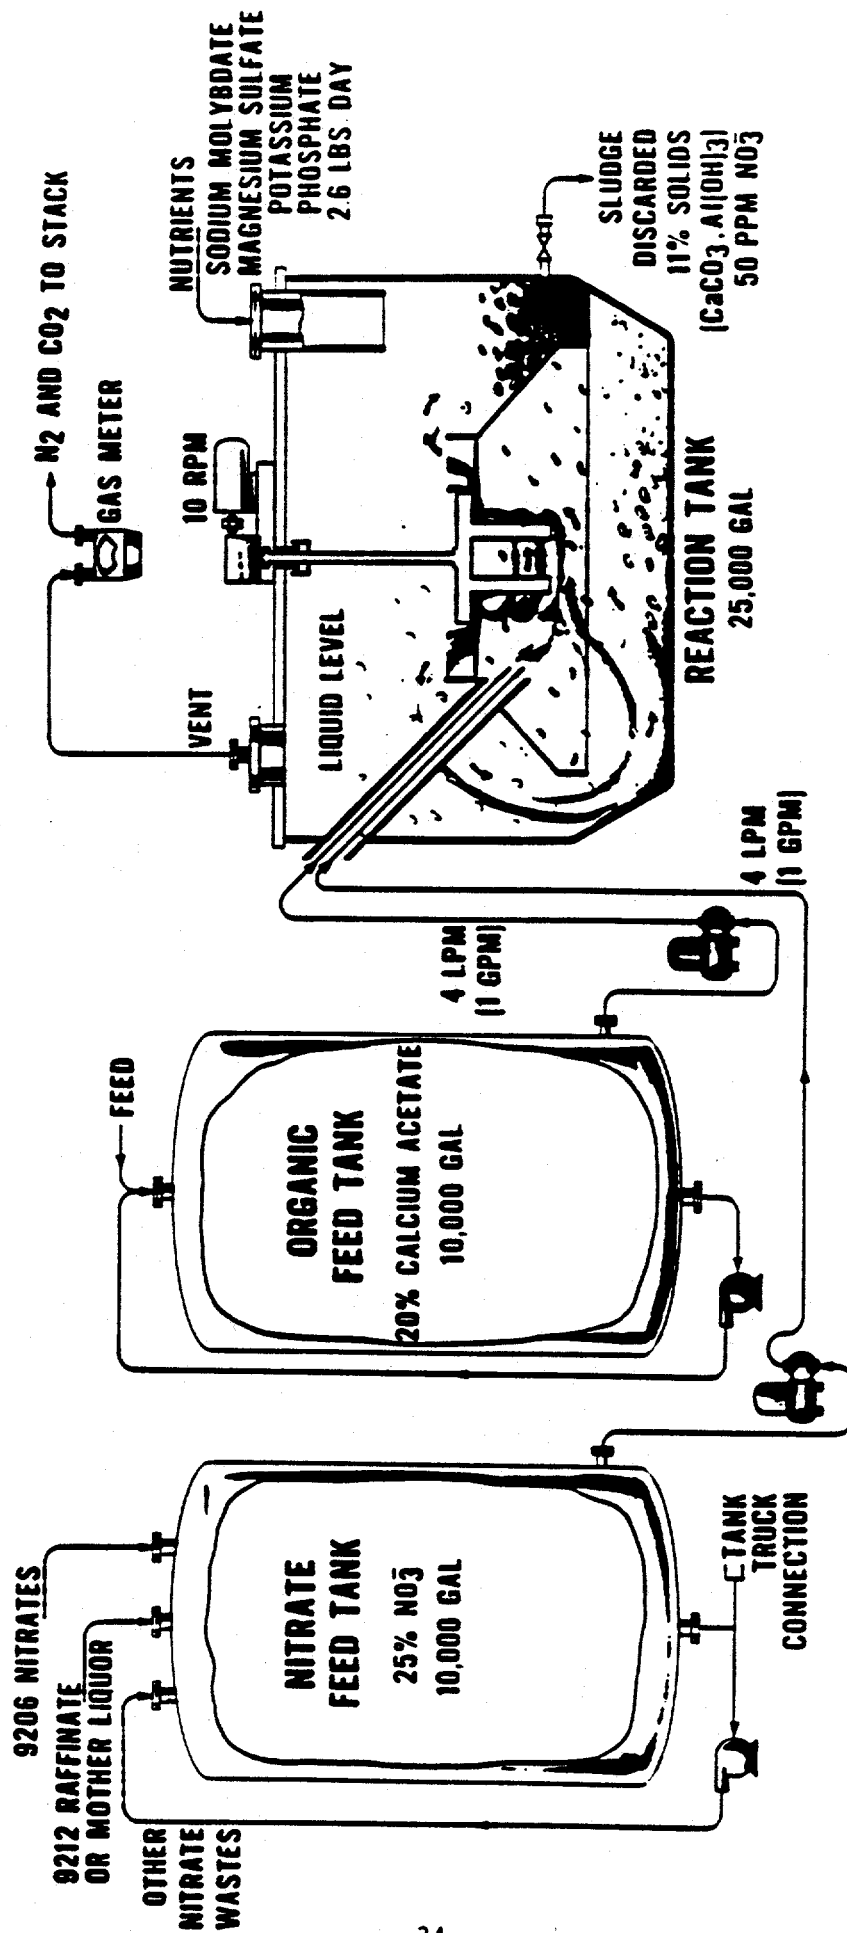 9206 NITRATES
9212 RAFFINATE
OR MOTHER LIQUOR
OTHER
NITRATE
WASTES
NITRATE
FEED TANK
25% NO3̄
10,000 GAL
TANK
TRUCK
CONNECTION
FEED
ORGANIC
FEED TANK
20% CALCIUM ACETATE
10,000 GAL
4 LPM
(1 GPM)
4 LPM
(1 GPM)
N2 AND CO2 TO STACK
GAS METER
VENT
10 RPM
LIQUID LEVEL
NUTRIENTS
SODIUM MOLYBDATE
MAGNESIUM SULFATE
POTASSIUM
PHOSPHATE
2.6 LBS. DAY
REACTION TANK
25,000 GAL
SLUDGE
DISCARDED
11% SOLIDS
(CaCO3, Al(OH)3)
50 PPM NO3̄